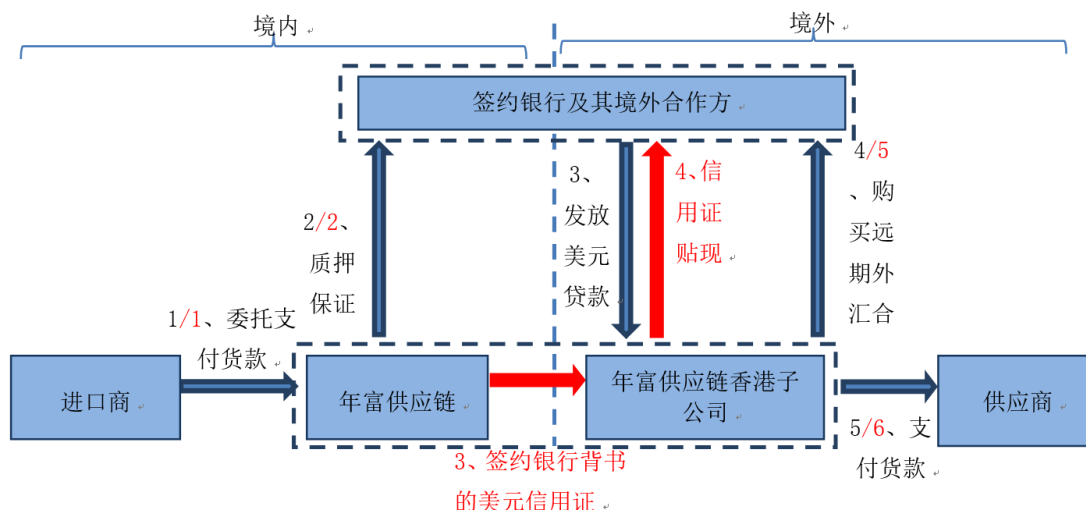 境内
境外
签约银行及其境外合作方
2/2、
质押
保证
3、
发放
美元
贷款
4、信
用证
贴现
4/5
、购
买远
期外
汇合
1/1、委托支
付货款
进口商
年富供应链
年富供应链香港子
公司
供应商
5/6、支
付货款
3、签约银行背书
的美元信用证